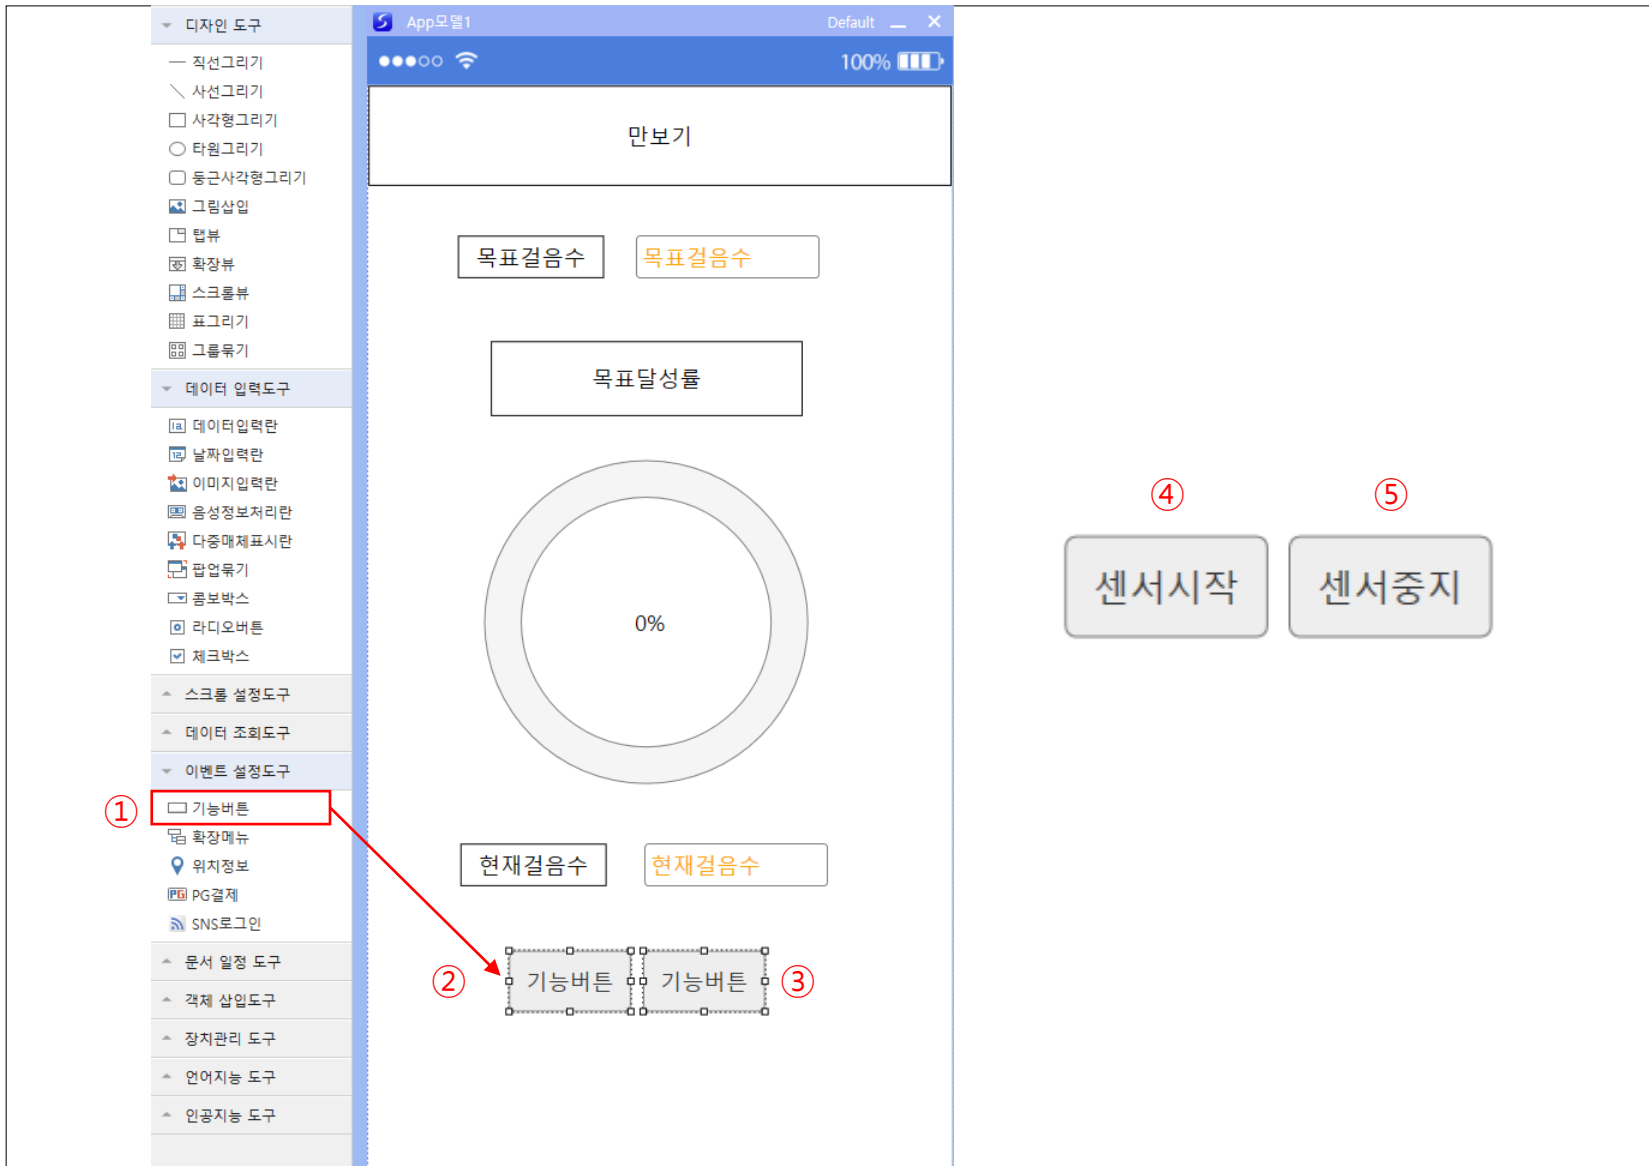 디자인 도구
직선그리기
사선그리기
사각형그리기
타원그리기
둥근사각형그리기
그림삽입
탭뷰
확장뷰
스크롤뷰
표그리기
그룹묶기
데이터 입력도구
데이터입력란
날짜입력란
이미지입력란
음성정보처리란
다중매체표시란
팝업묶기
콤보박스
라디오버튼
체크박스
스크롤 설정도구
데이터 조회도구
이벤트 설정도구
① 기능버튼
확장메뉴
위치정보
PG결제
SNS로그인
문서 일정 도구
객체 삽입도구
장치관리 도구
언어지능 도구
인공지능 도구
App모델1 Default
100%
만보기
목표걸음수 목표걸음수
목표달성률
0%
현재걸음수 현재걸음수
② 기능버튼 기능버튼 ③
④ ⑤
센서시작 센서중지